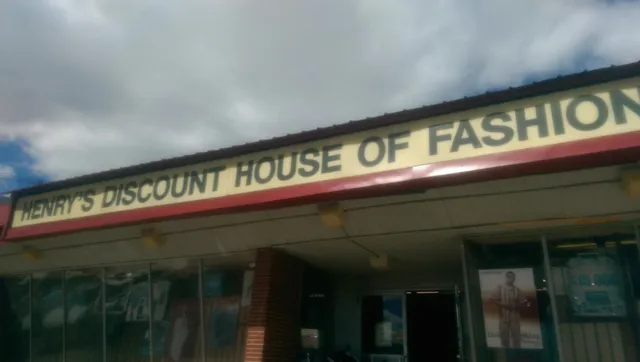 HENRY'S DISCOUNT HOUSE OF FASHION